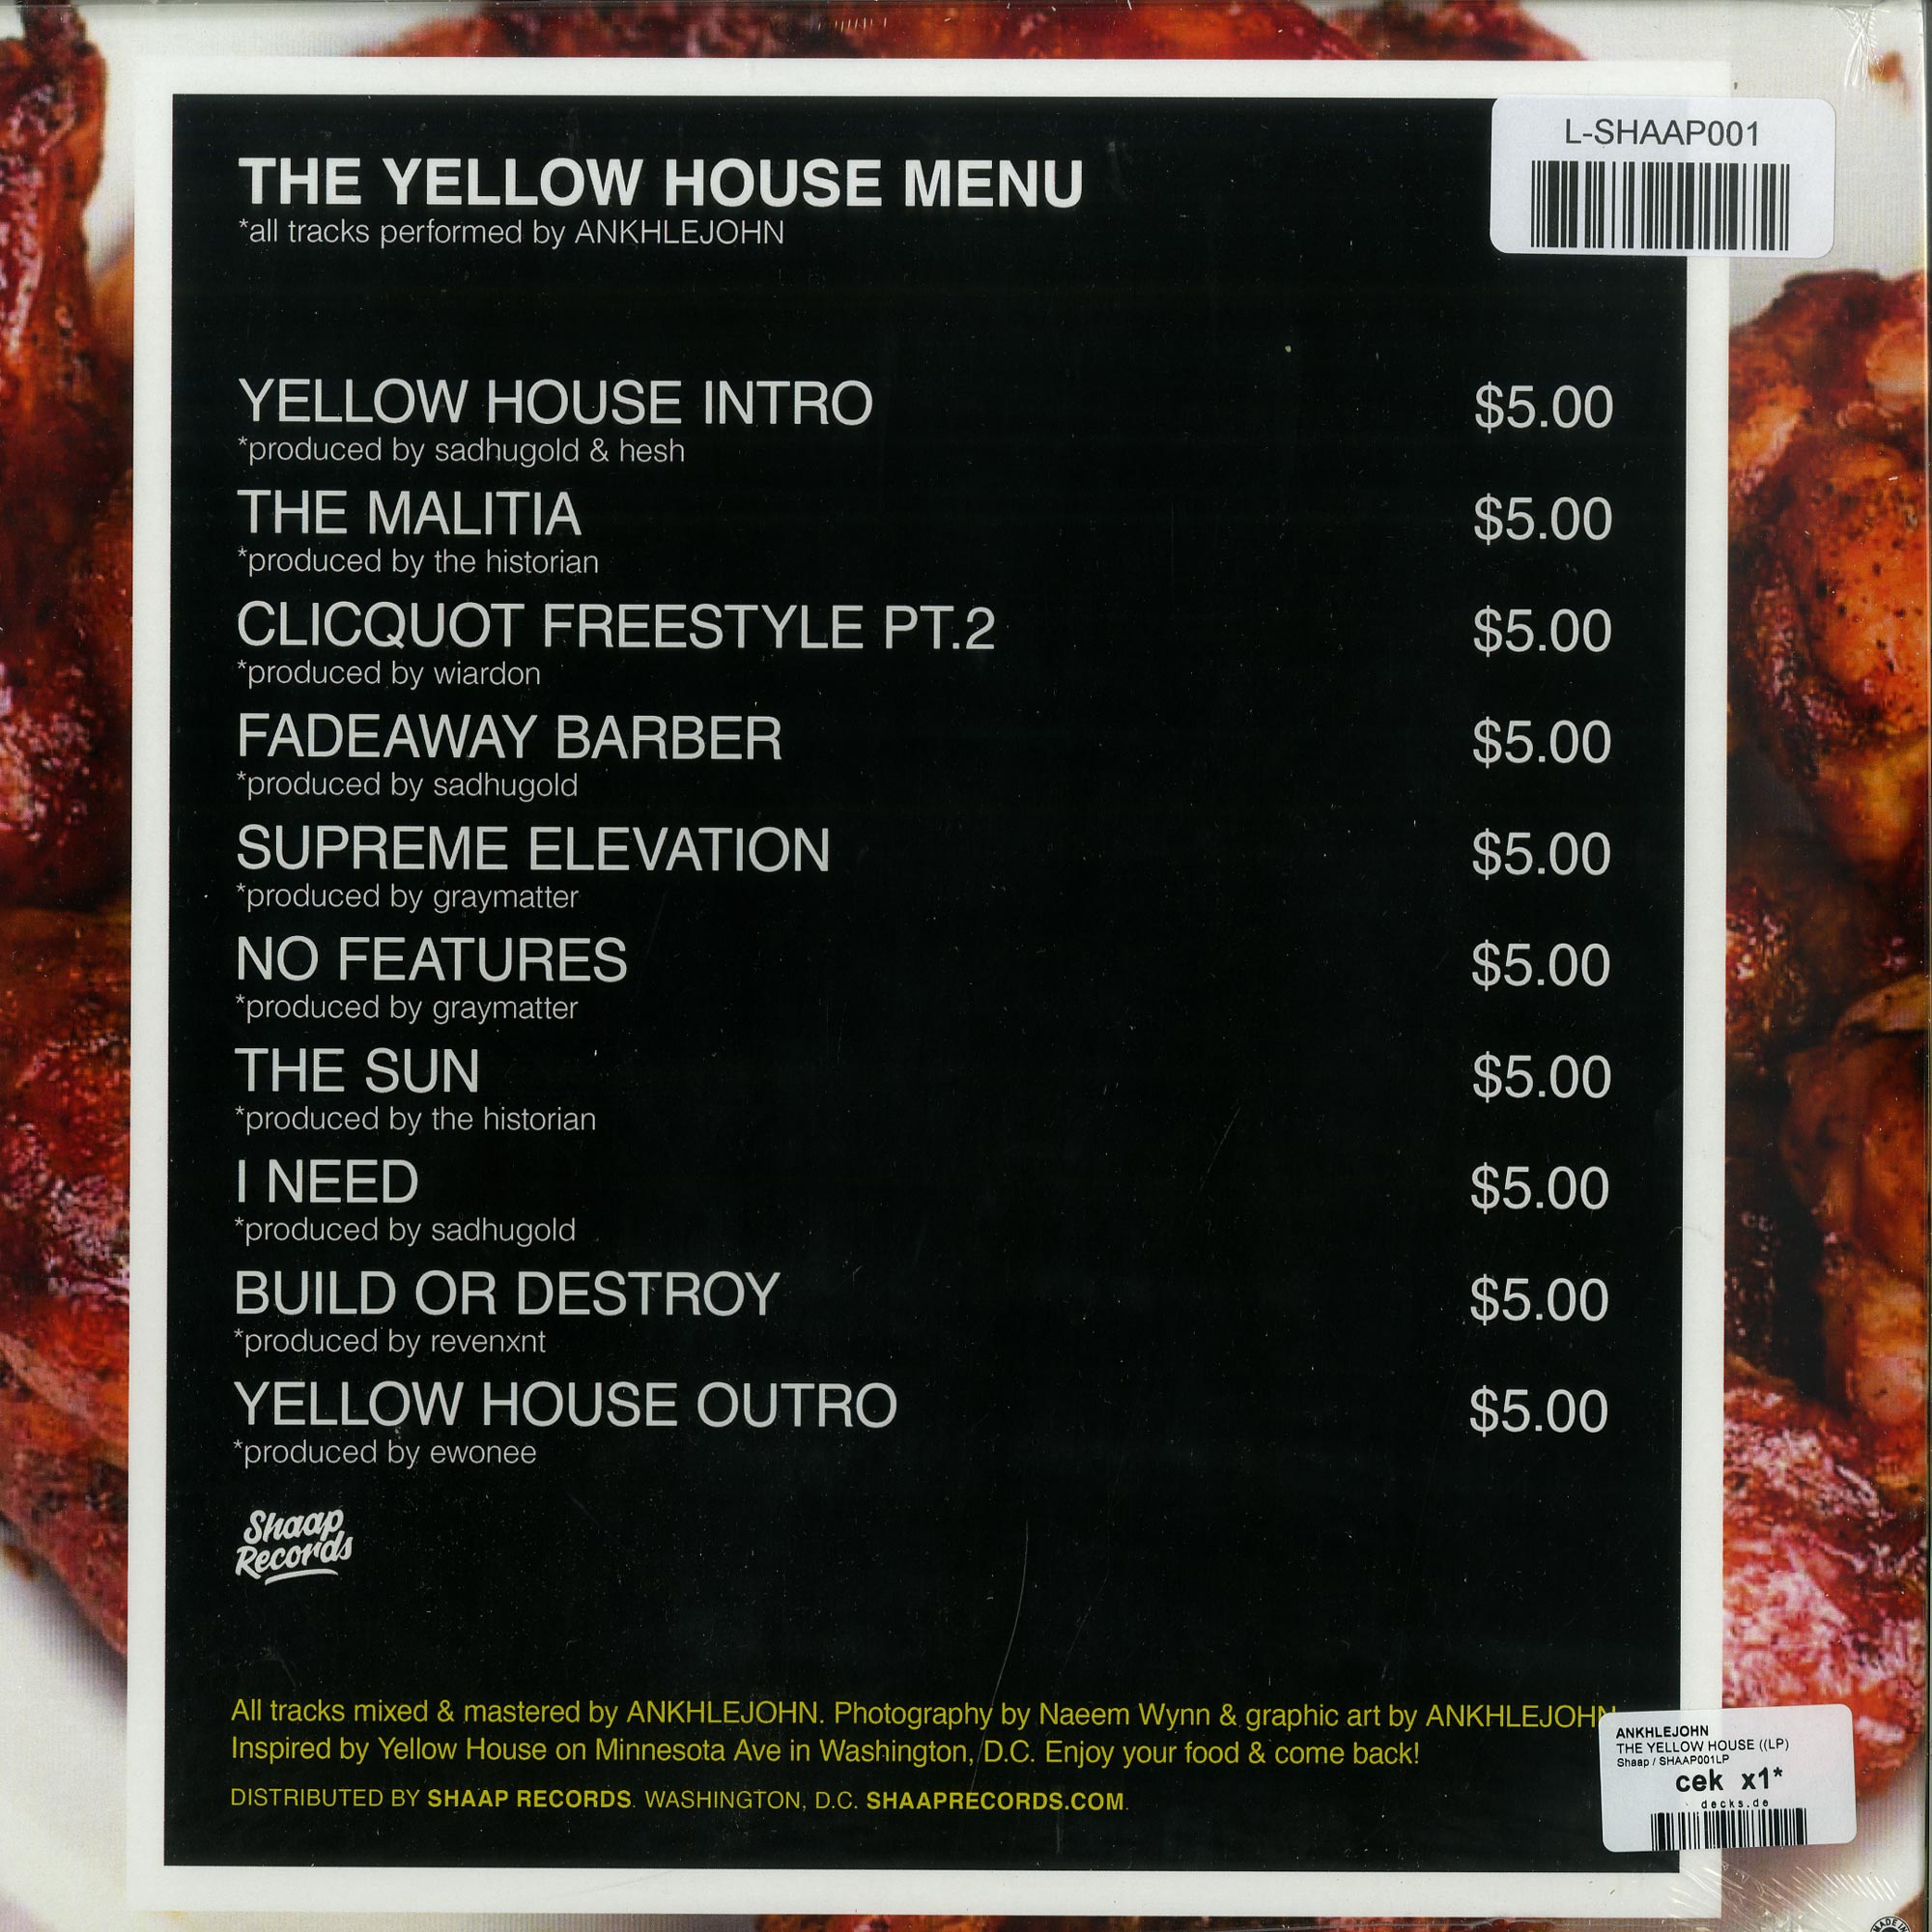 L-SHAAP001
THE YELLOW HOUSE MENU
*all tracks performed by ANKHLEJOHN
YELLOW HOUSE INTRO $5.00
*produced by sadhugold & hesh
THE MALITIA $5.00
*produced by the historian
CLICQUOT FREESTYLE PT.2 $5.00
*produced by wiardon
FADEAWAY BARBER $5.00
*produced by sadhugold
SUPREME ELEVATION $5.00
*produced by graymatter
NO FEATURES $5.00
*produced by graymatter
THE SUN $5.00
*produced by the historian
I NEED $5.00
*produced by sadhugold
BUILD OR DESTROY $5.00
*produced by revenxnt
YELLOW HOUSE OUTRO $5.00
*produced by ewonee
Shaap
Records
All tracks mixed & mastered by ANKHLEJOHN. Photography by Naeem Wynn & graphic art by ANKHLEJOHN
Inspired by Yellow House on Minnesota Ave in Washington, D.C. Enjoy your food & come back!
DISTRIBUTED BY SHAAP RECORDS. WASHINGTON, D.C. SHAAPRECORDS.COM.
ANKHLEJOHN
THE YELLOW HOUSE ((LP)
Shaap / SHAAP001LP
cek x1*
decks.de
MADE IN